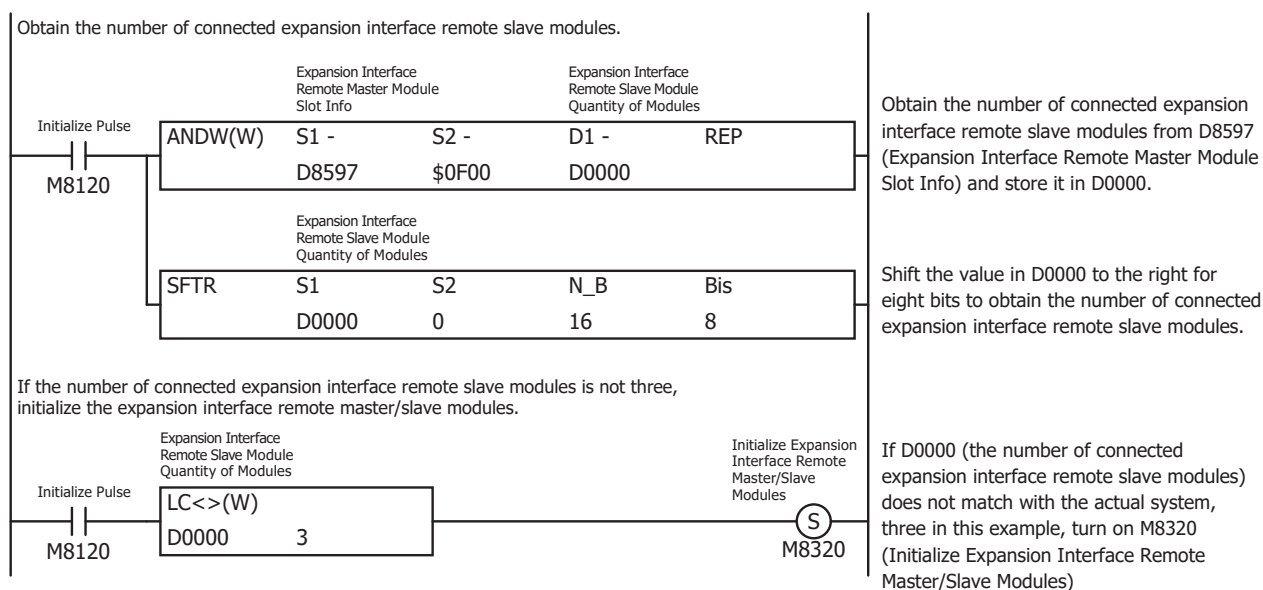 Obtain the number of connected expansion interface remote slave modules.
Expansion Interface
Remote Master Module
Slot Info
Expansion Interface
Remote Slave Module
Quantity of Modules
Initialize Pulse
M8120
ANDW(W) S1 - S2 - D1 - REP
D8597 $0F00 D0000
Obtain the number of connected expansion
interface remote slave modules from D8597
(Expansion Interface Remote Master Module
Slot Info) and store it in D0000.
Expansion Interface
Remote Slave Module
Quantity of Modules
SFTR S1 S2 N_B Bis
D0000 0 16 8
Shift the value in D0000 to the right for
eight bits to obtain the number of connected
expansion interface remote slave modules.
If the number of connected expansion interface remote slave modules is not three,
initialize the expansion interface remote master/slave modules.
Expansion Interface
Remote Slave Module
Quantity of Modules
Initialize Pulse
M8120
LC<>(W)
D0000 3
Initialize Expansion
Interface Remote
Master/Slave
Modules
S
M8320
If D0000 (the number of connected
expansion interface remote slave modules)
does not match with the actual system,
three in this example, turn on M8320
(Initialize Expansion Interface Remote
Master/Slave Modules)